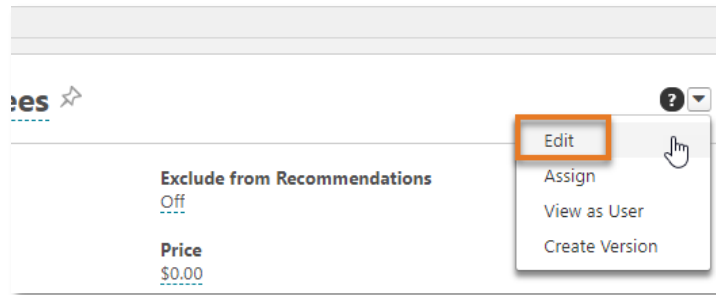 ees
?
Edit
Exclude from Recommendations
Assign
Off
View as User
Price
Create Version
$0.00